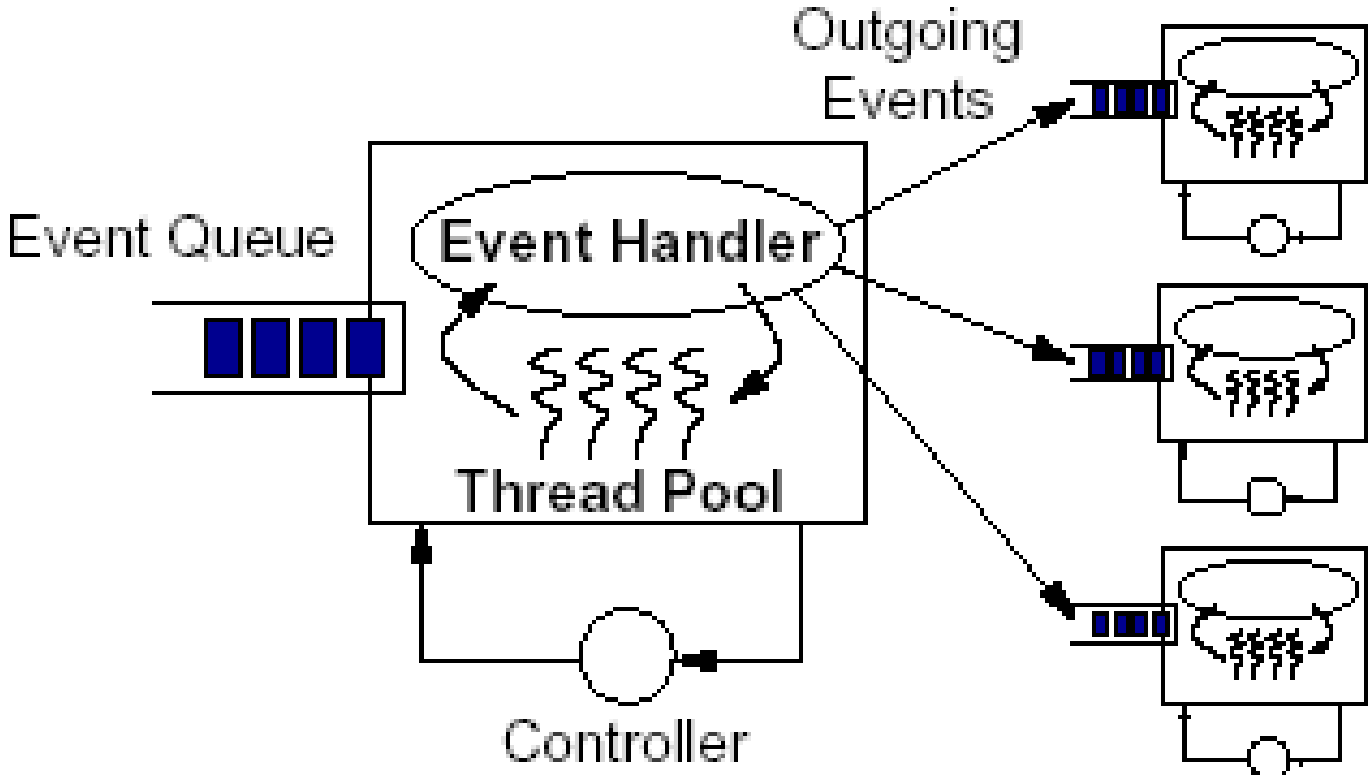 Outgoing
Events
Event Queue
Event Handler
Thread Pool
Controller